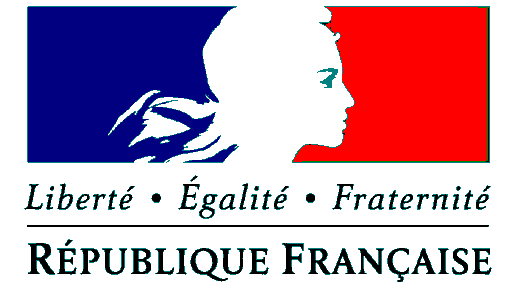 Liberté • Égalité • Fraternité
RÉPUBLIQUE FRANÇAISE